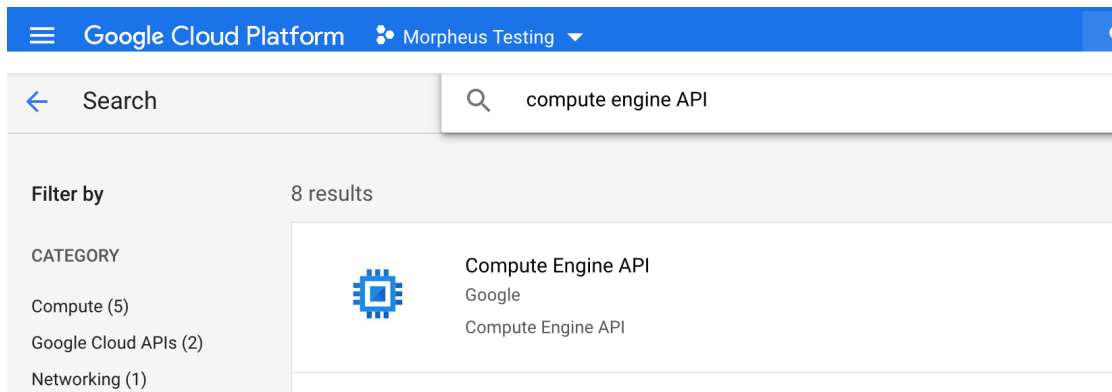 Google Cloud Platform Morpheus Testing
Search
compute engine API
Filter by
8 results
CATEGORY
Compute (5)
Google Cloud APIs (2)
Networking (1)
Compute Engine API
Google
Compute Engine API